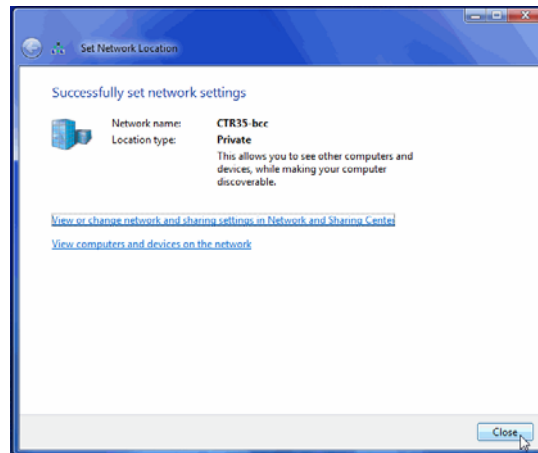 Set Network Location
Successfully set network settings
Network name: CTR35-bcc
Location type: Private
This allows you to see other computers and
devices, while making your computer
discoverable.
View or change network and sharing settings in Network and Sharing Center
View computers and devices on the network
Close